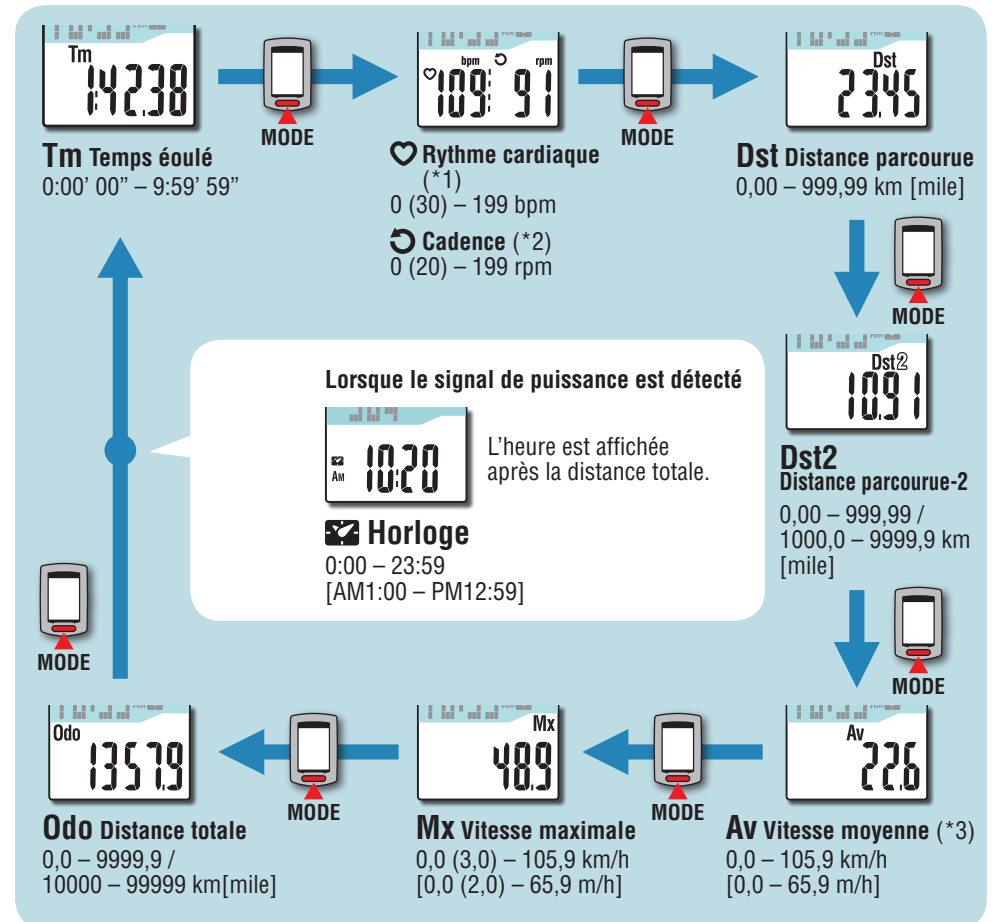 Tm
1:42.38
MODE
Tm Temps éoulé
0:00’ 00” – 9:59’ 59”
bpm rpm
109 91
MODE
Rythme cardiaque
(*1)
0 (30) – 199 bpm
Cadence (*2)
0 (20) – 199 rpm
Dst
23.45
Dst Distance parcourue
0,00 – 999,99 km [mile]
MODE
Dst2
10.91
Dst2
Distance parcourue-2
0,00 – 999,99 /
1000,0 – 9999,9 km
[mile]
MODE
Av
22.6
Av Vitesse moyenne (*3)
0,0 – 105,9 km/h
[0,0 – 65,9 m/h]
MODE
Mx
48.9
Mx Vitesse maximale
0,0 (3,0) – 105,9 km/h
[0,0 (2,0) – 65,9 m/h]
MODE
Odo
1357.9
Odo Distance totale
0,0 – 9999,9 /
10000 – 99999 km[mile]
MODE
Lorsque le signal de puissance est détecté
AM
10:20
L’heure est affichée
après la distance totale.
Horloge
0:00 – 23:59
[AM1:00 – PM12:59]